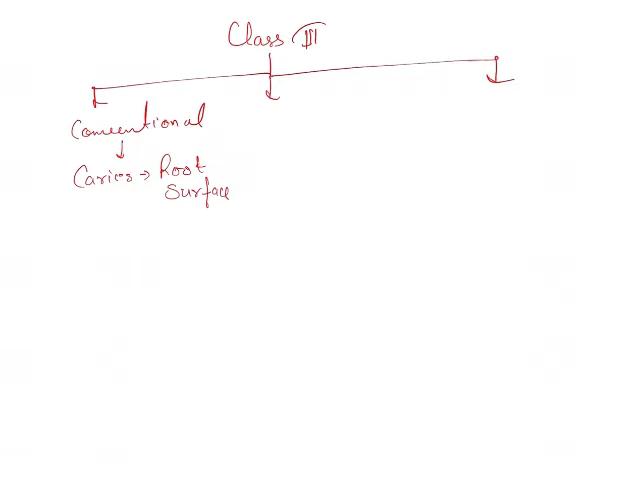 Class III
Conventional
↓
Caries → Root
Surface